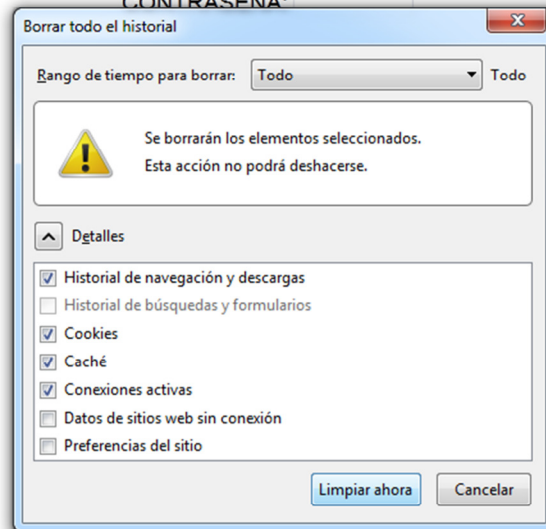 CONTRASEÑA:
Borrar todo el historial
Rango de tiempo para borrar: Todo Todo
Se borrarán los elementos seleccionados.
Esta acción no podrá deshacerse.
Detalles
Historial de navegación y descargas
Historial de búsquedas y formularios
Cookies
Caché
Conexiones activas
Datos de sitios web sin conexión
Preferencias del sitio
Limpiar ahora Cancelar